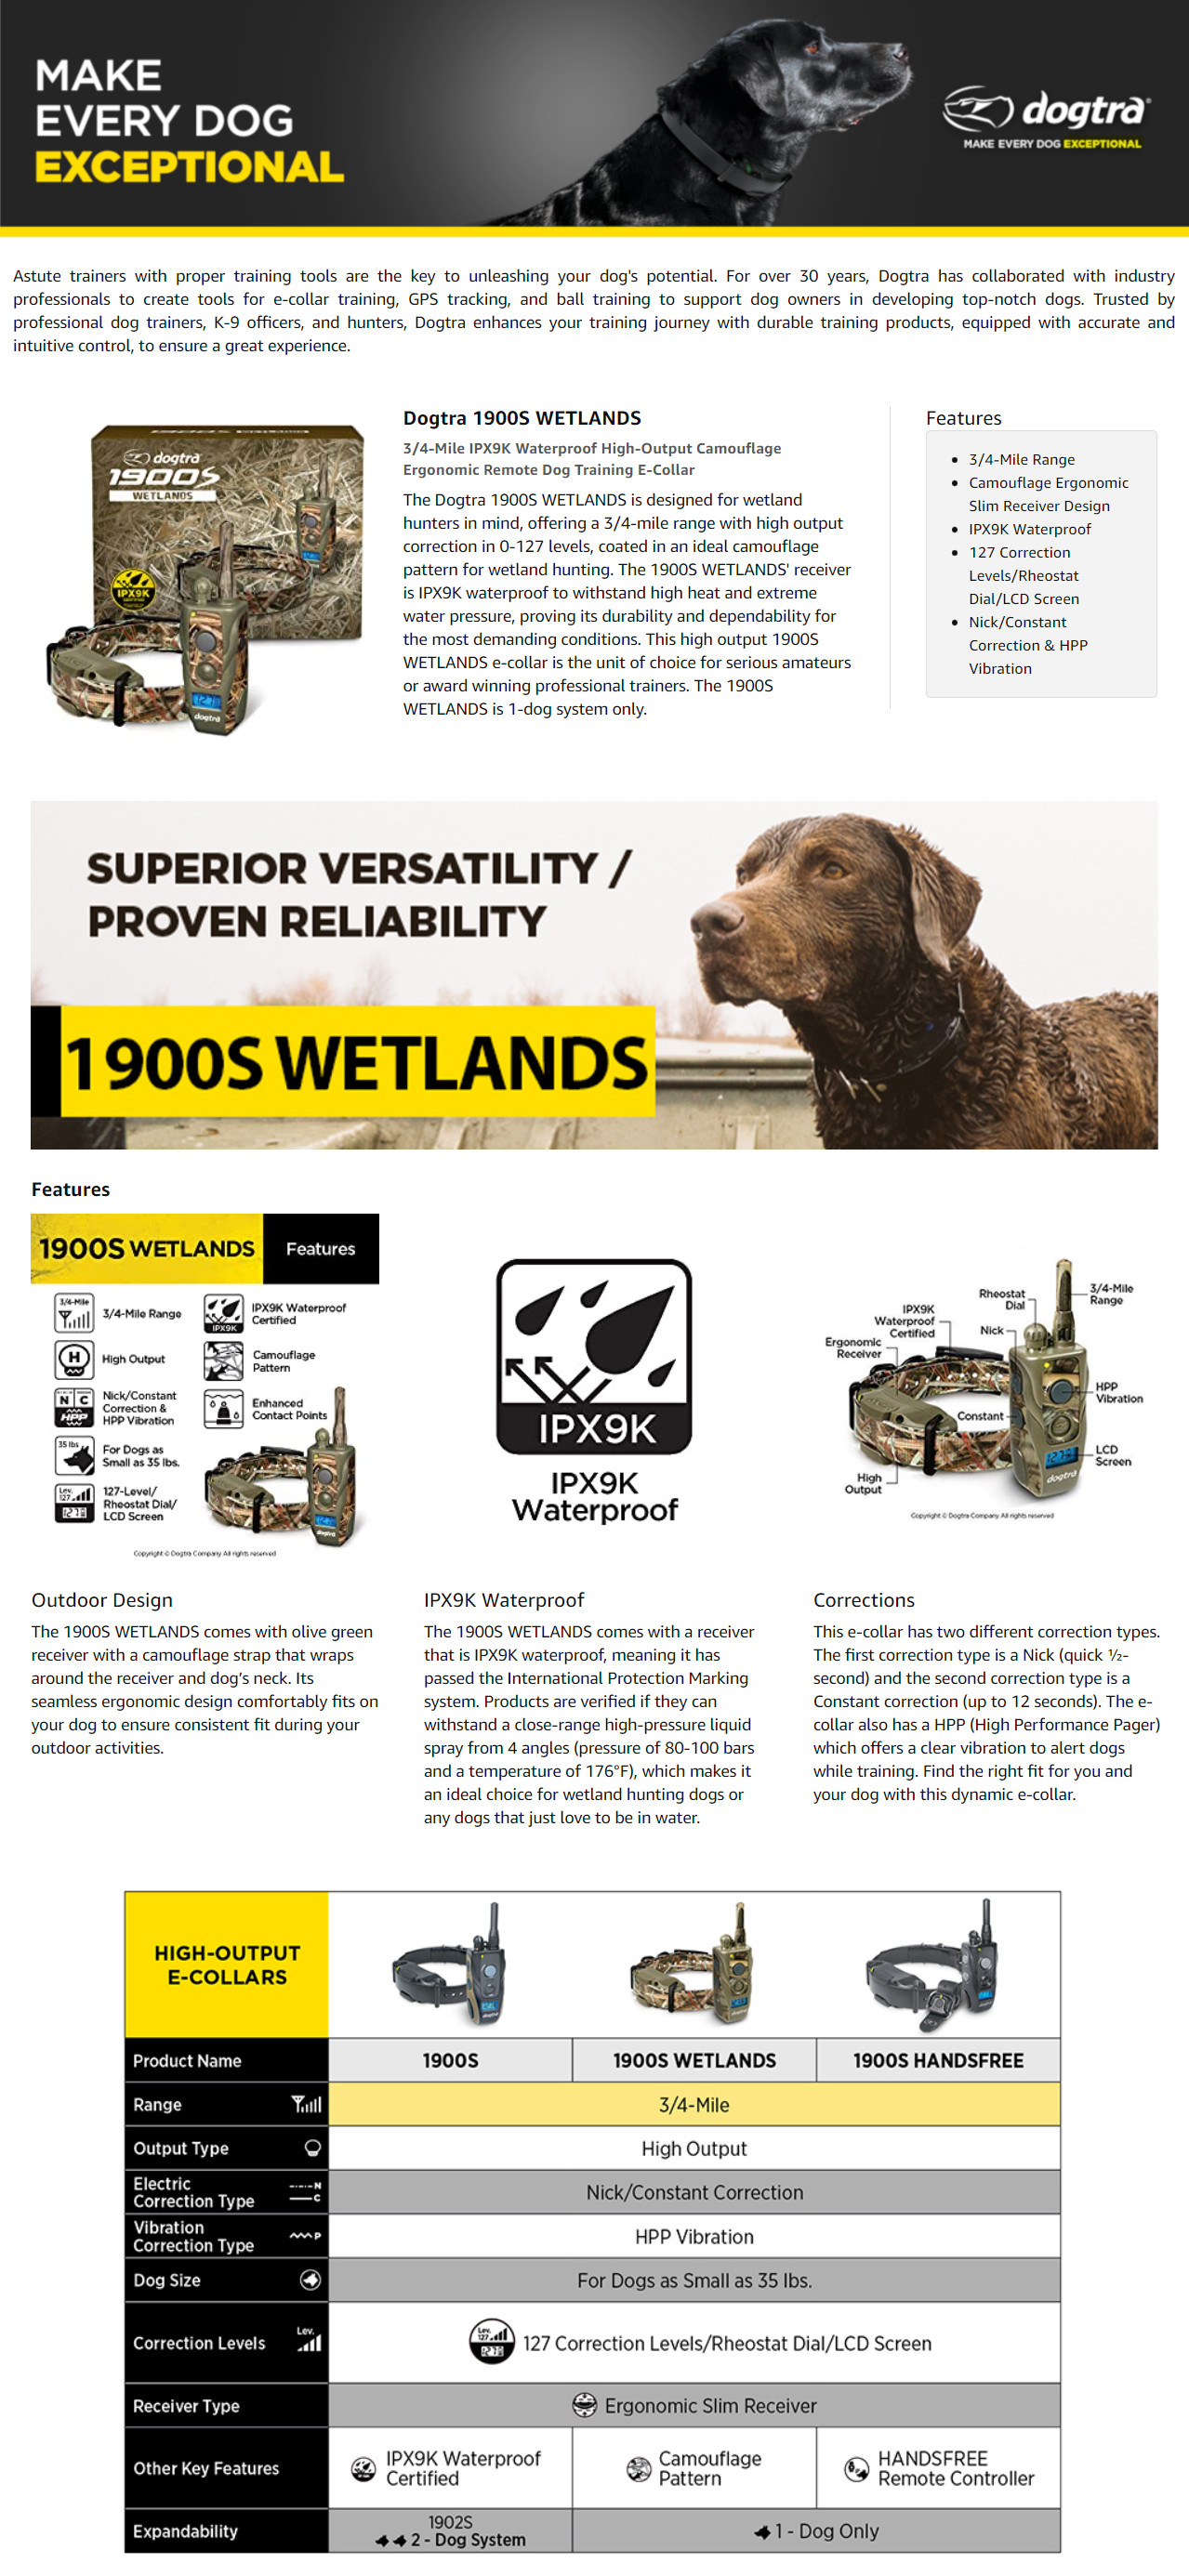 MAKE
EVERY DOG
EXCEPTIONAL
dogtra
MAKE EVERY DOG EXCEPTIONAL
Astute trainers with proper training tools are the key to unleashing your dog's potential. For over 30 years, Dogtra has collaborated with industry
professionals to create tools for e-collar training, GPS tracking, and ball training to support dog owners in developing top-notch dogs. Trusted by
professional dog trainers, K-9 officers, and hunters, Dogtra enhances your training journey with durable training products, equipped with accurate and
intuitive control, to ensure a great experience.
dogtra
1900S
WETLANDS
IPX9K
127
dogtra
Dogtra 1900S WETLANDS
3/4-Mile IPX9K Waterproof High-Output Camouflage
Ergonomic Remote Dog Training E-Collar
The Dogtra 1900S WETLANDS is designed for wetland
hunters in mind, offering a 3/4-mile range with high output
correction in 0-127 levels, coated in an ideal camouflage
pattern for wetland hunting. The 1900S WETLANDS' receiver
is IPX9K waterproof to withstand high heat and extreme
water pressure, proving its durability and dependability for
the most demanding conditions. This high output 1900S
WETLANDS e-collar is the unit of choice for serious amateurs
or award winning professional trainers. The 1900S
WETLANDS is 1-dog system only.
Features
• 3/4-Mile Range
• Camouflage Ergonomic
Slim Receiver Design
• IPX9K Waterproof
• 127 Correction
Levels/Rheostat
Dial/LCD Screen
• Nick/Constant
Correction & HPP
Vibration
SUPERIOR VERSATILITY /
PROVEN RELIABILITY
1900S WETLANDS
Features
1900S WETLANDS Features
3/4-Mile
3/4-Mile Range
H
High Output
N C
HPP
Nick/Constant
Correction &
HPP Vibration
35 lbs
For Dogs as
Small as 35 lbs.
Lev.
127
127-Level/
Rheostat Dial/
LCD Screen
IPX9K
IPX9K Waterproof
Certified
Camouflage
Pattern
Enhanced
Contact Points
dogtra
Copyright © Dogtra Company All rights reserved
IPX9K
IPX9K
Waterproof
Rheostat
Dial
3/4-Mile
Range
IPX9K
Waterproof
Certified
Nick
Ergonomic
Receiver
HPP
Vibration
Constant
LCD
Screen
High
Output
dogtra
Copyright © Dogtra Company All rights reserved
Outdoor Design
The 1900S WETLANDS comes with olive green
receiver with a camouflage strap that wraps
around the receiver and dog’s neck. Its
seamless ergonomic design comfortably fits on
your dog to ensure consistent fit during your
outdoor activities.
IPX9K Waterproof
The 1900S WETLANDS comes with a receiver
that is IPX9K waterproof, meaning it has
passed the International Protection Marking
system. Products are verified if they can
withstand a close-range high-pressure liquid
spray from 4 angles (pressure of 80-100 bars
and a temperature of 176°F), which makes it
an ideal choice for wetland hunting dogs or
any dogs that just love to be in water.
Corrections
This e-collar has two different correction types.
The first correction type is a Nick (quick ½-
second) and the second correction type is a
Constant correction (up to 12 seconds). The e-
collar also has a HPP (High Performance Pager)
which offers a clear vibration to alert dogs
while training. Find the right fit for you and
your dog with this dynamic e-collar.
HIGH-OUTPUT
E-COLLARS
Product Name 1900S 1900S WETLANDS 1900S HANDSFREE
Range 3/4-Mile
Output Type High Output
Electric
Correction Type N C Nick/Constant Correction
Vibration
Correction Type P HPP Vibration
Dog Size For Dogs as Small as 35 lbs.
Correction Levels Lev. Lev. 127 127 Correction Levels/Rheostat Dial/LCD Screen
Receiver Type Ergonomic Slim Receiver
Other Key Features
IPX9K Waterproof
Certified
Camouflage
Pattern
HANDSFREE
Remote Controller
Expandability
1902S
2 - Dog System
1 - Dog Only